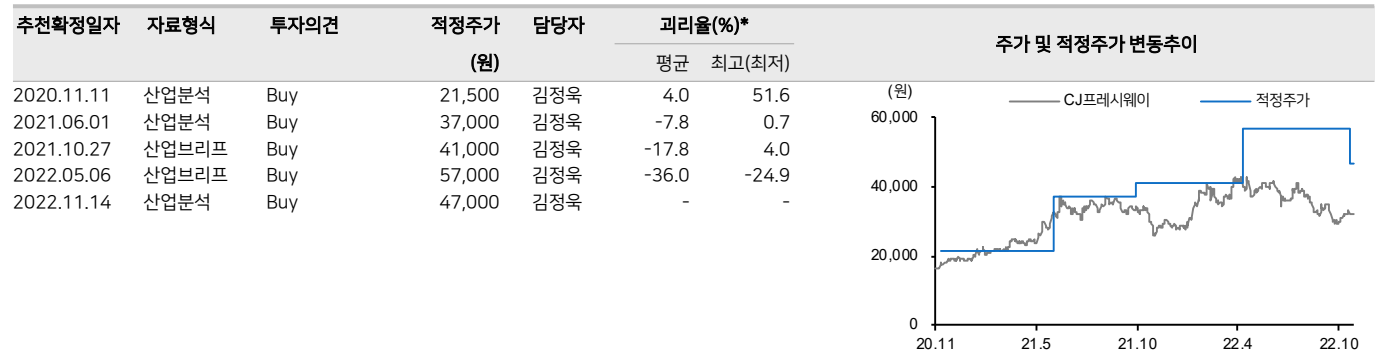 추천확정일자 자료형식 투자의견 적정주가 담당자 괴리율(%)* 주가 및 적정주가 변동추이
(원) 평균 최고(최저)
2020.11.11 산업분석 Buy 21,500 김정욱 4.0 51.6
2021.06.01 산업분석 Buy 37,000 김정욱 -7.8 0.7
2021.10.27 산업브리프 Buy 41,000 김정욱 -17.8 4.0
2022.05.06 산업브리프 Buy 57,000 김정욱 -36.0 -24.9
2022.11.14 산업분석 Buy 47,000 김정욱 - -
(원) CJ프레시웨이 적정주가
60,000
40,000
20,000
0
20.11 21.5 21.10 22.4 22.10